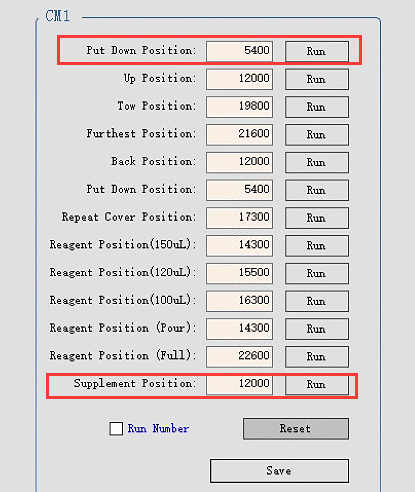 CM1
Put Down Position: 5400 Run
Up Position: 12000 Run
Tow Position: 19800 Run
Furthest Position: 21600 Run
Back Position: 12000 Run
Put Down Position: 5400 Run
Repeat Cover Position: 17300 Run
Reagent Position(150uL): 14300 Run
Reagent Position(120uL): 15500 Run
Reagent Position(100uL): 16300 Run
Reagent Position (Pour): 14300 Run
Reagent Position (Full): 22600 Run
Supplement Position: 12000 Run
Run Number Reset
Save